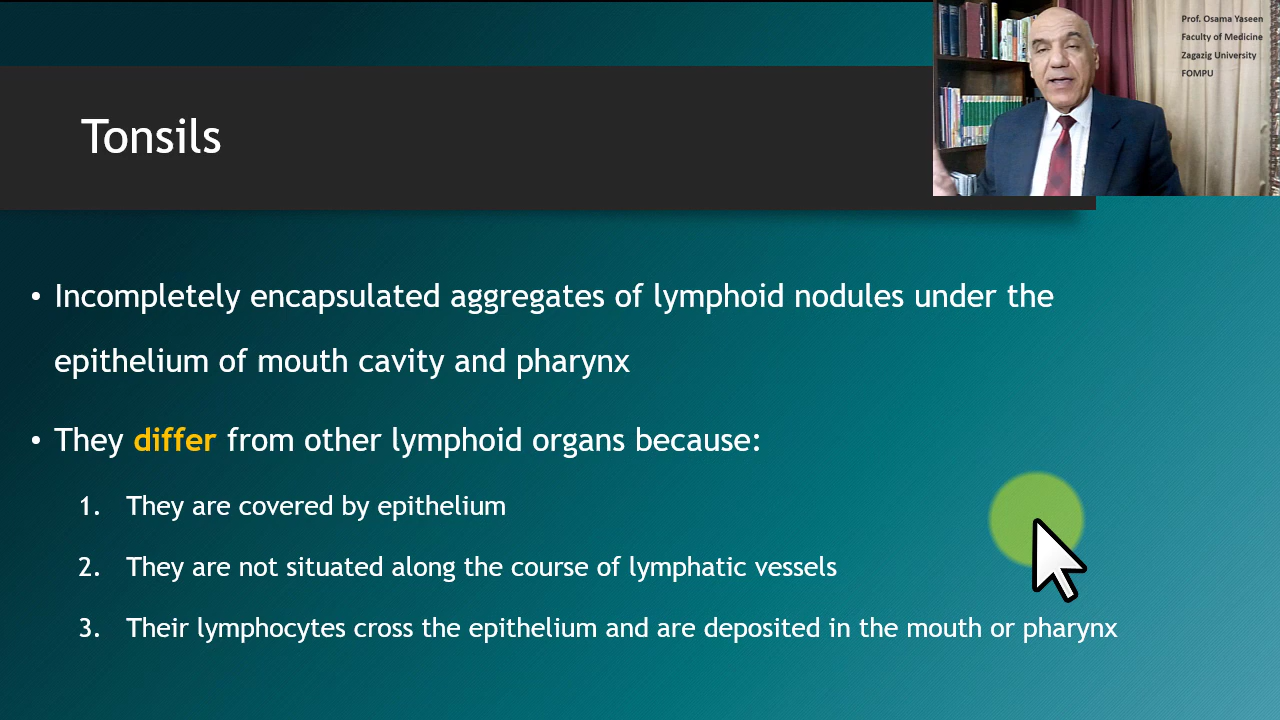 Prof. Osama Yaseen
Faculty of Medicine
Zagazig University
FOMPU
Tonsils
• Incompletely encapsulated aggregates of lymphoid nodules under the
epithelium of mouth cavity and pharynx
• They differ from other lymphoid organs because:
1. They are covered by epithelium
2. They are not situated along the course of lymphatic vessels
3. Their lymphocytes cross the epithelium and are deposited in the mouth or pharynx